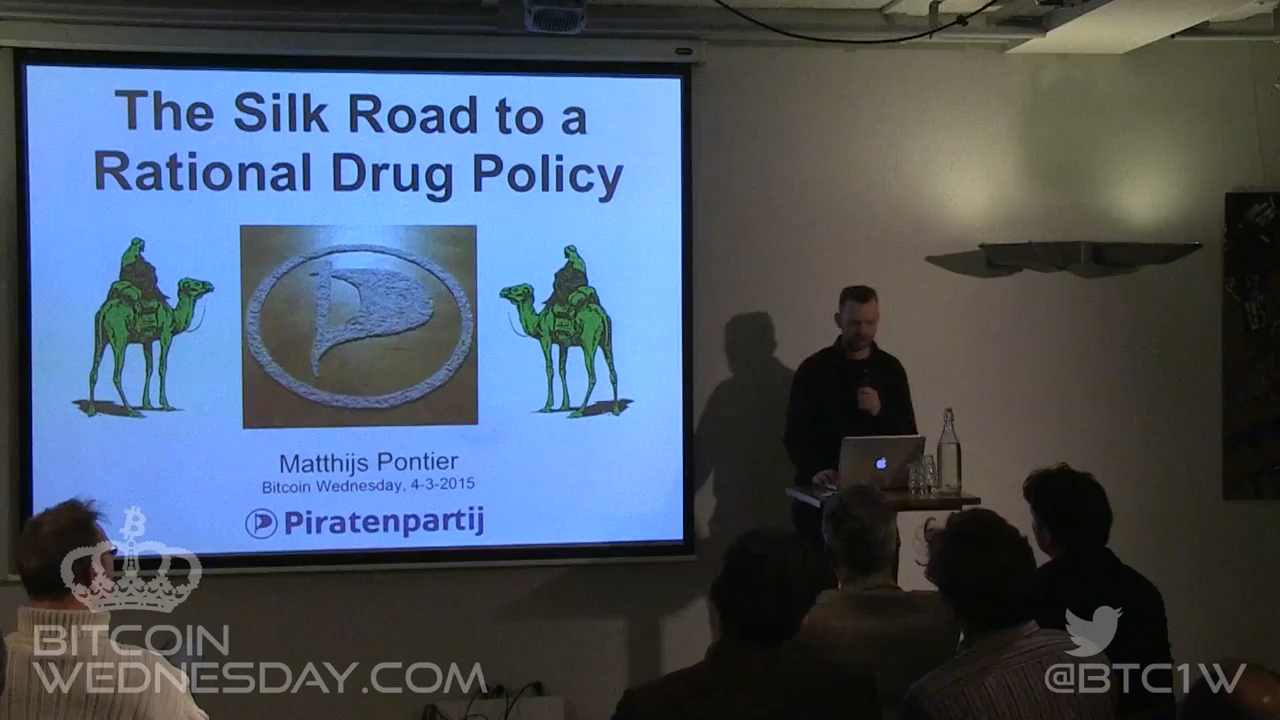 The Silk Road to a
Rational Drug Policy
Matthijs Pontier
Bitcoin Wednesday, 4-3-2015
Piratenpartij
BITCOIN
WEDNESDAY.COM
@BTC1W